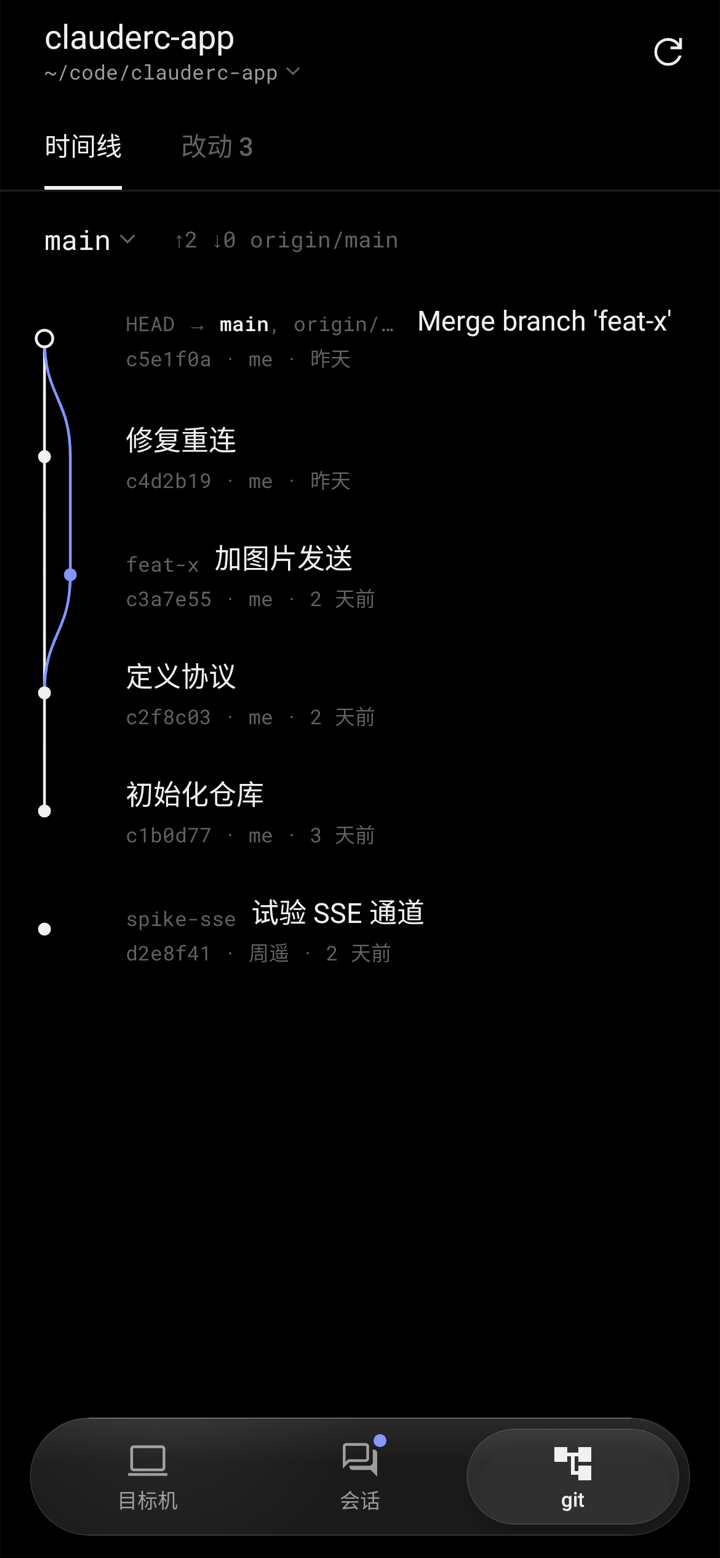 clauderc-app
~/code/clauderc-app
时间线 改动 3
main ↑2 ↓0 origin/main
HEAD → main, origin/… Merge branch 'feat-x'
c5e1f0a · me · 昨天
修复重连
c4d2b19 · me · 昨天
feat-x 加图片发送
c3a7e55 · me · 2 天前
定义协议
c2f8c03 · me · 2 天前
初始化仓库
c1b0d77 · me · 3 天前
spike-sse 试验 SSE 通道
d2e8f41 · 周遥 · 2 天前
目标机 会话 git